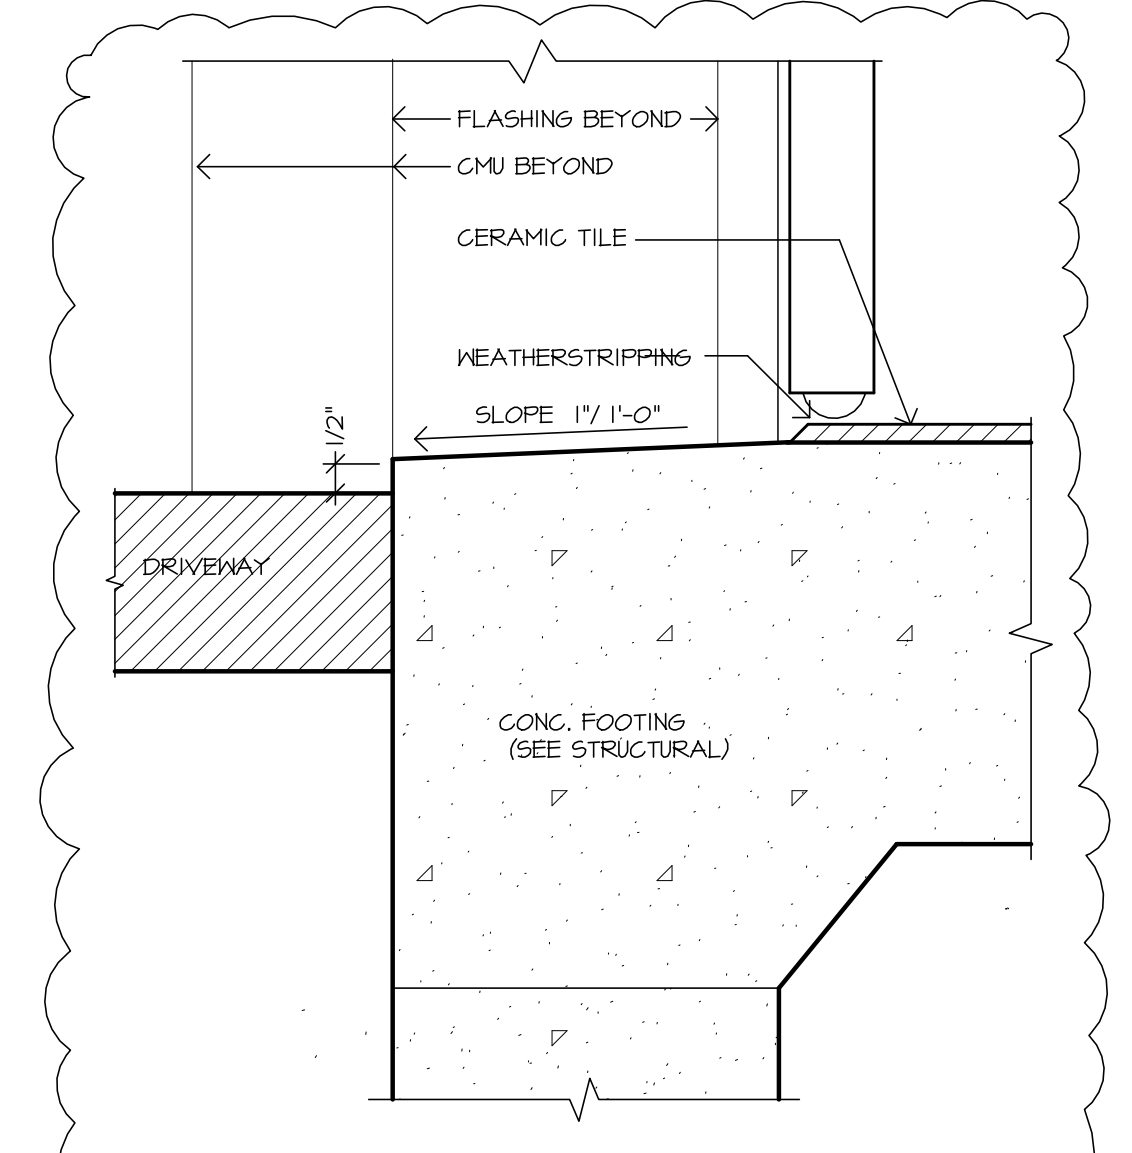 FLASHING BEYOND
CMU BEYOND
CERAMIC TILE
WEATHERSTRIPPING
SLOPE 1"/ 1'-0"
1/2"
DRIVEWAY
CONC. FOOTING
(SEE STRUCTURAL)